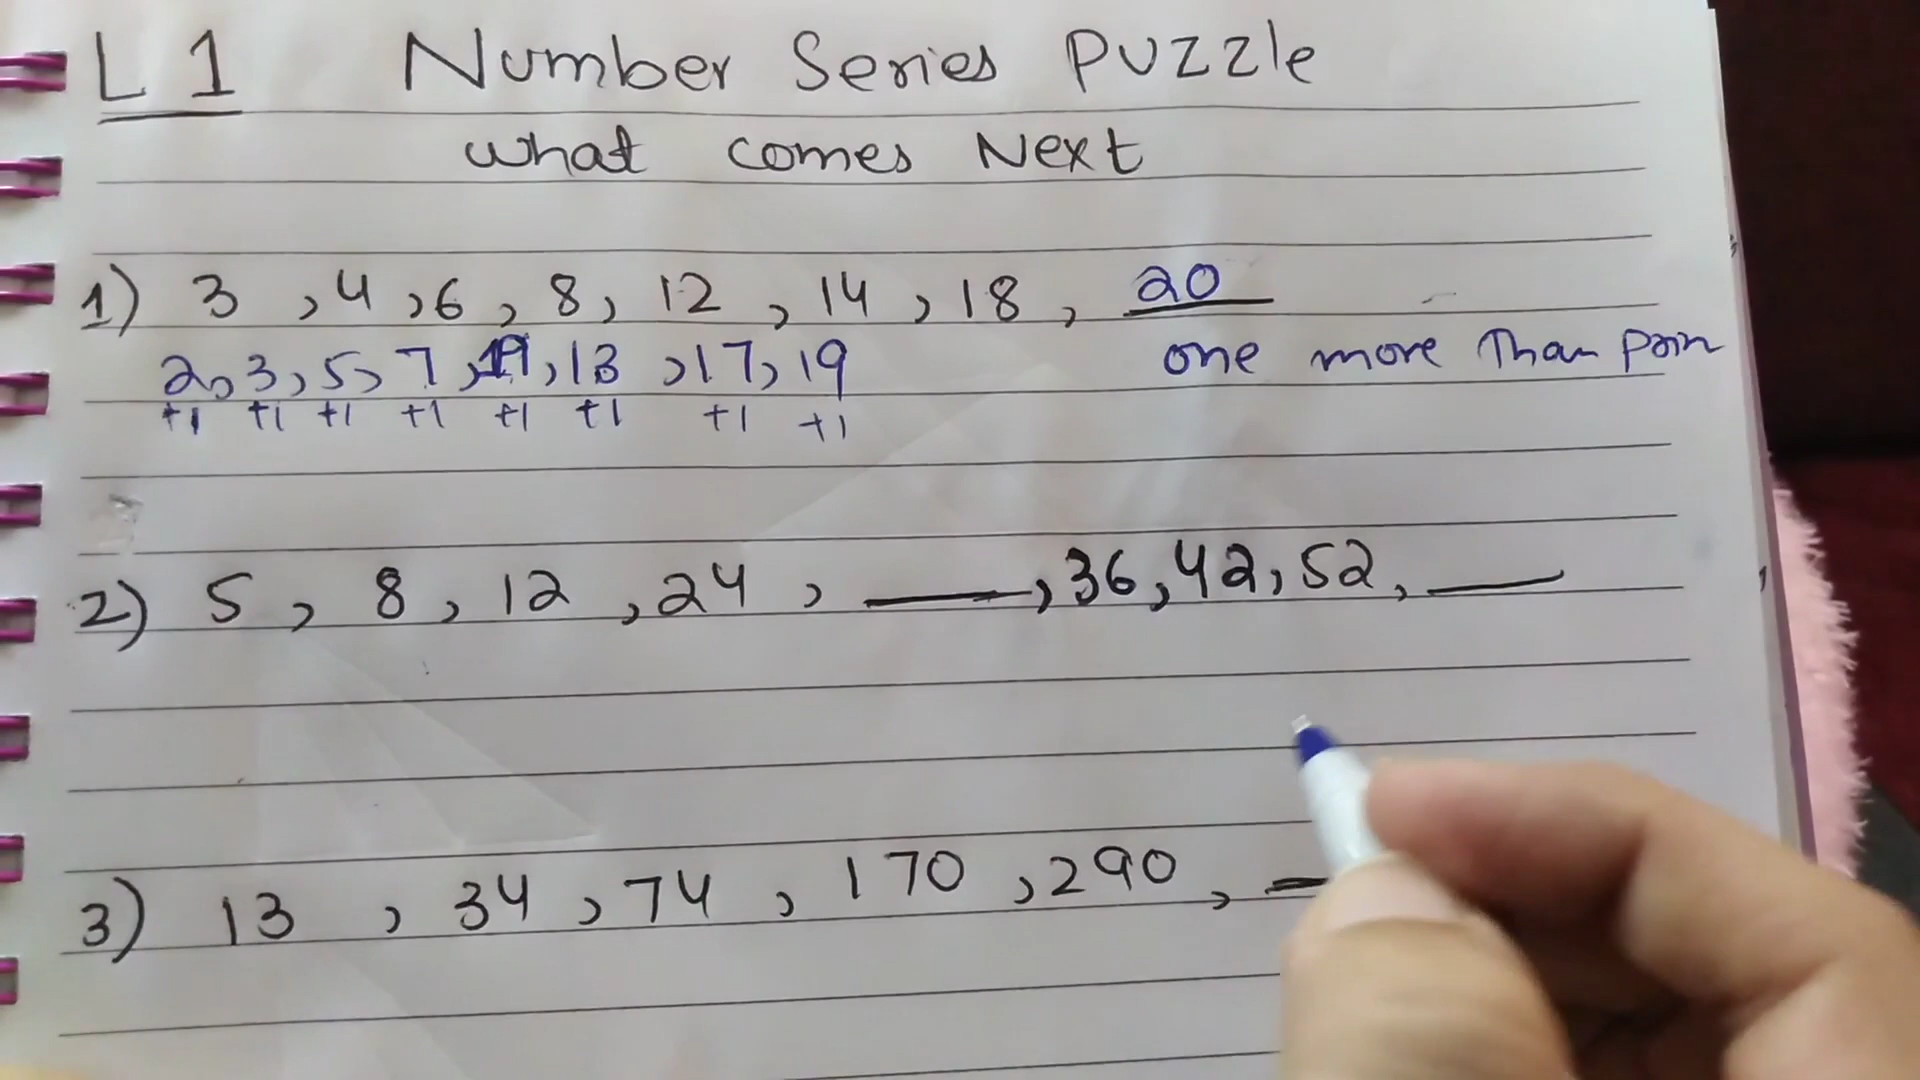 L1 Number Series Puzzle
what comes Next
1) 3, 4, 6, 8, 12, 14, 18, 20
2, 3, 5, 7, 11, 13, 17, 19 one more than
+1 +1 +1 +1 +1 +1 +1 +1
2) 5, 8, 12, 24, ___, 36, 42, 52, ___
3) 13, 34, 74, 170, 290, __